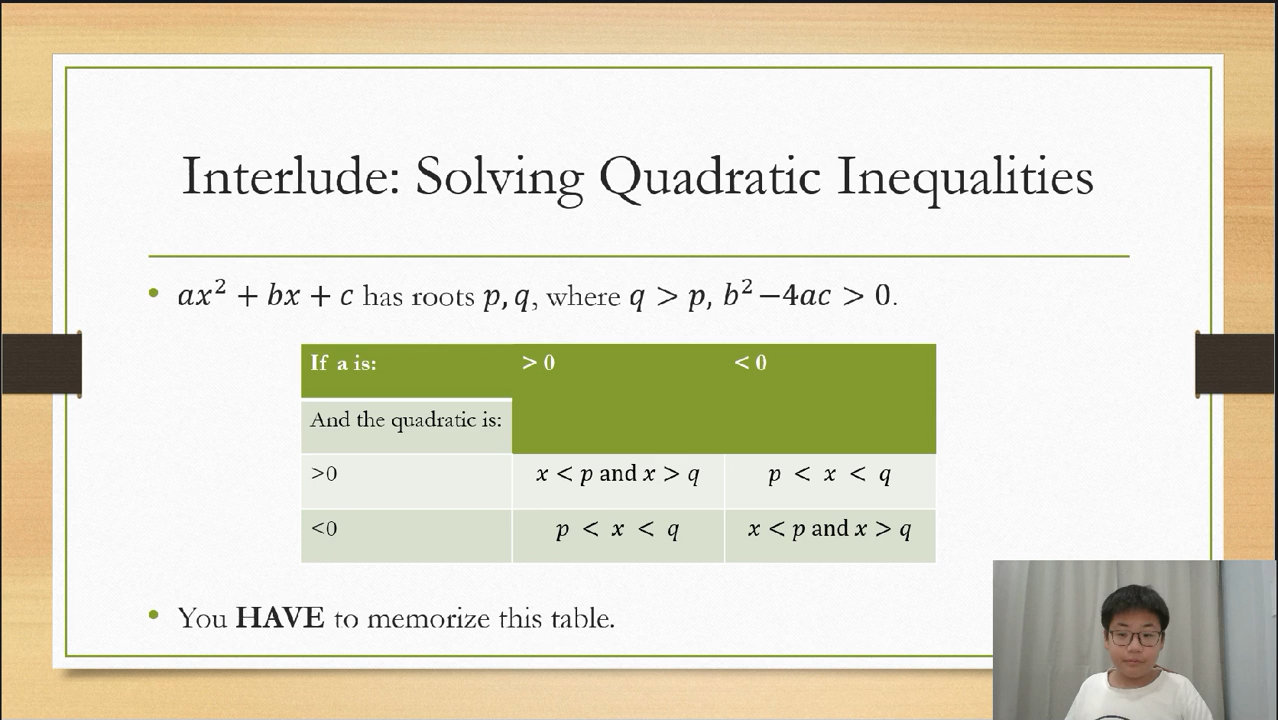 Interlude: Solving Quadratic Inequalities
• ax² + bx + c has roots p, q, where q > p, b² −4ac > 0.
If a is: > 0 < 0
And the quadratic is:
>0 x < p and x > q p < x < q
<0 p < x < q x < p and x > q
• You HAVE to memorize this table.